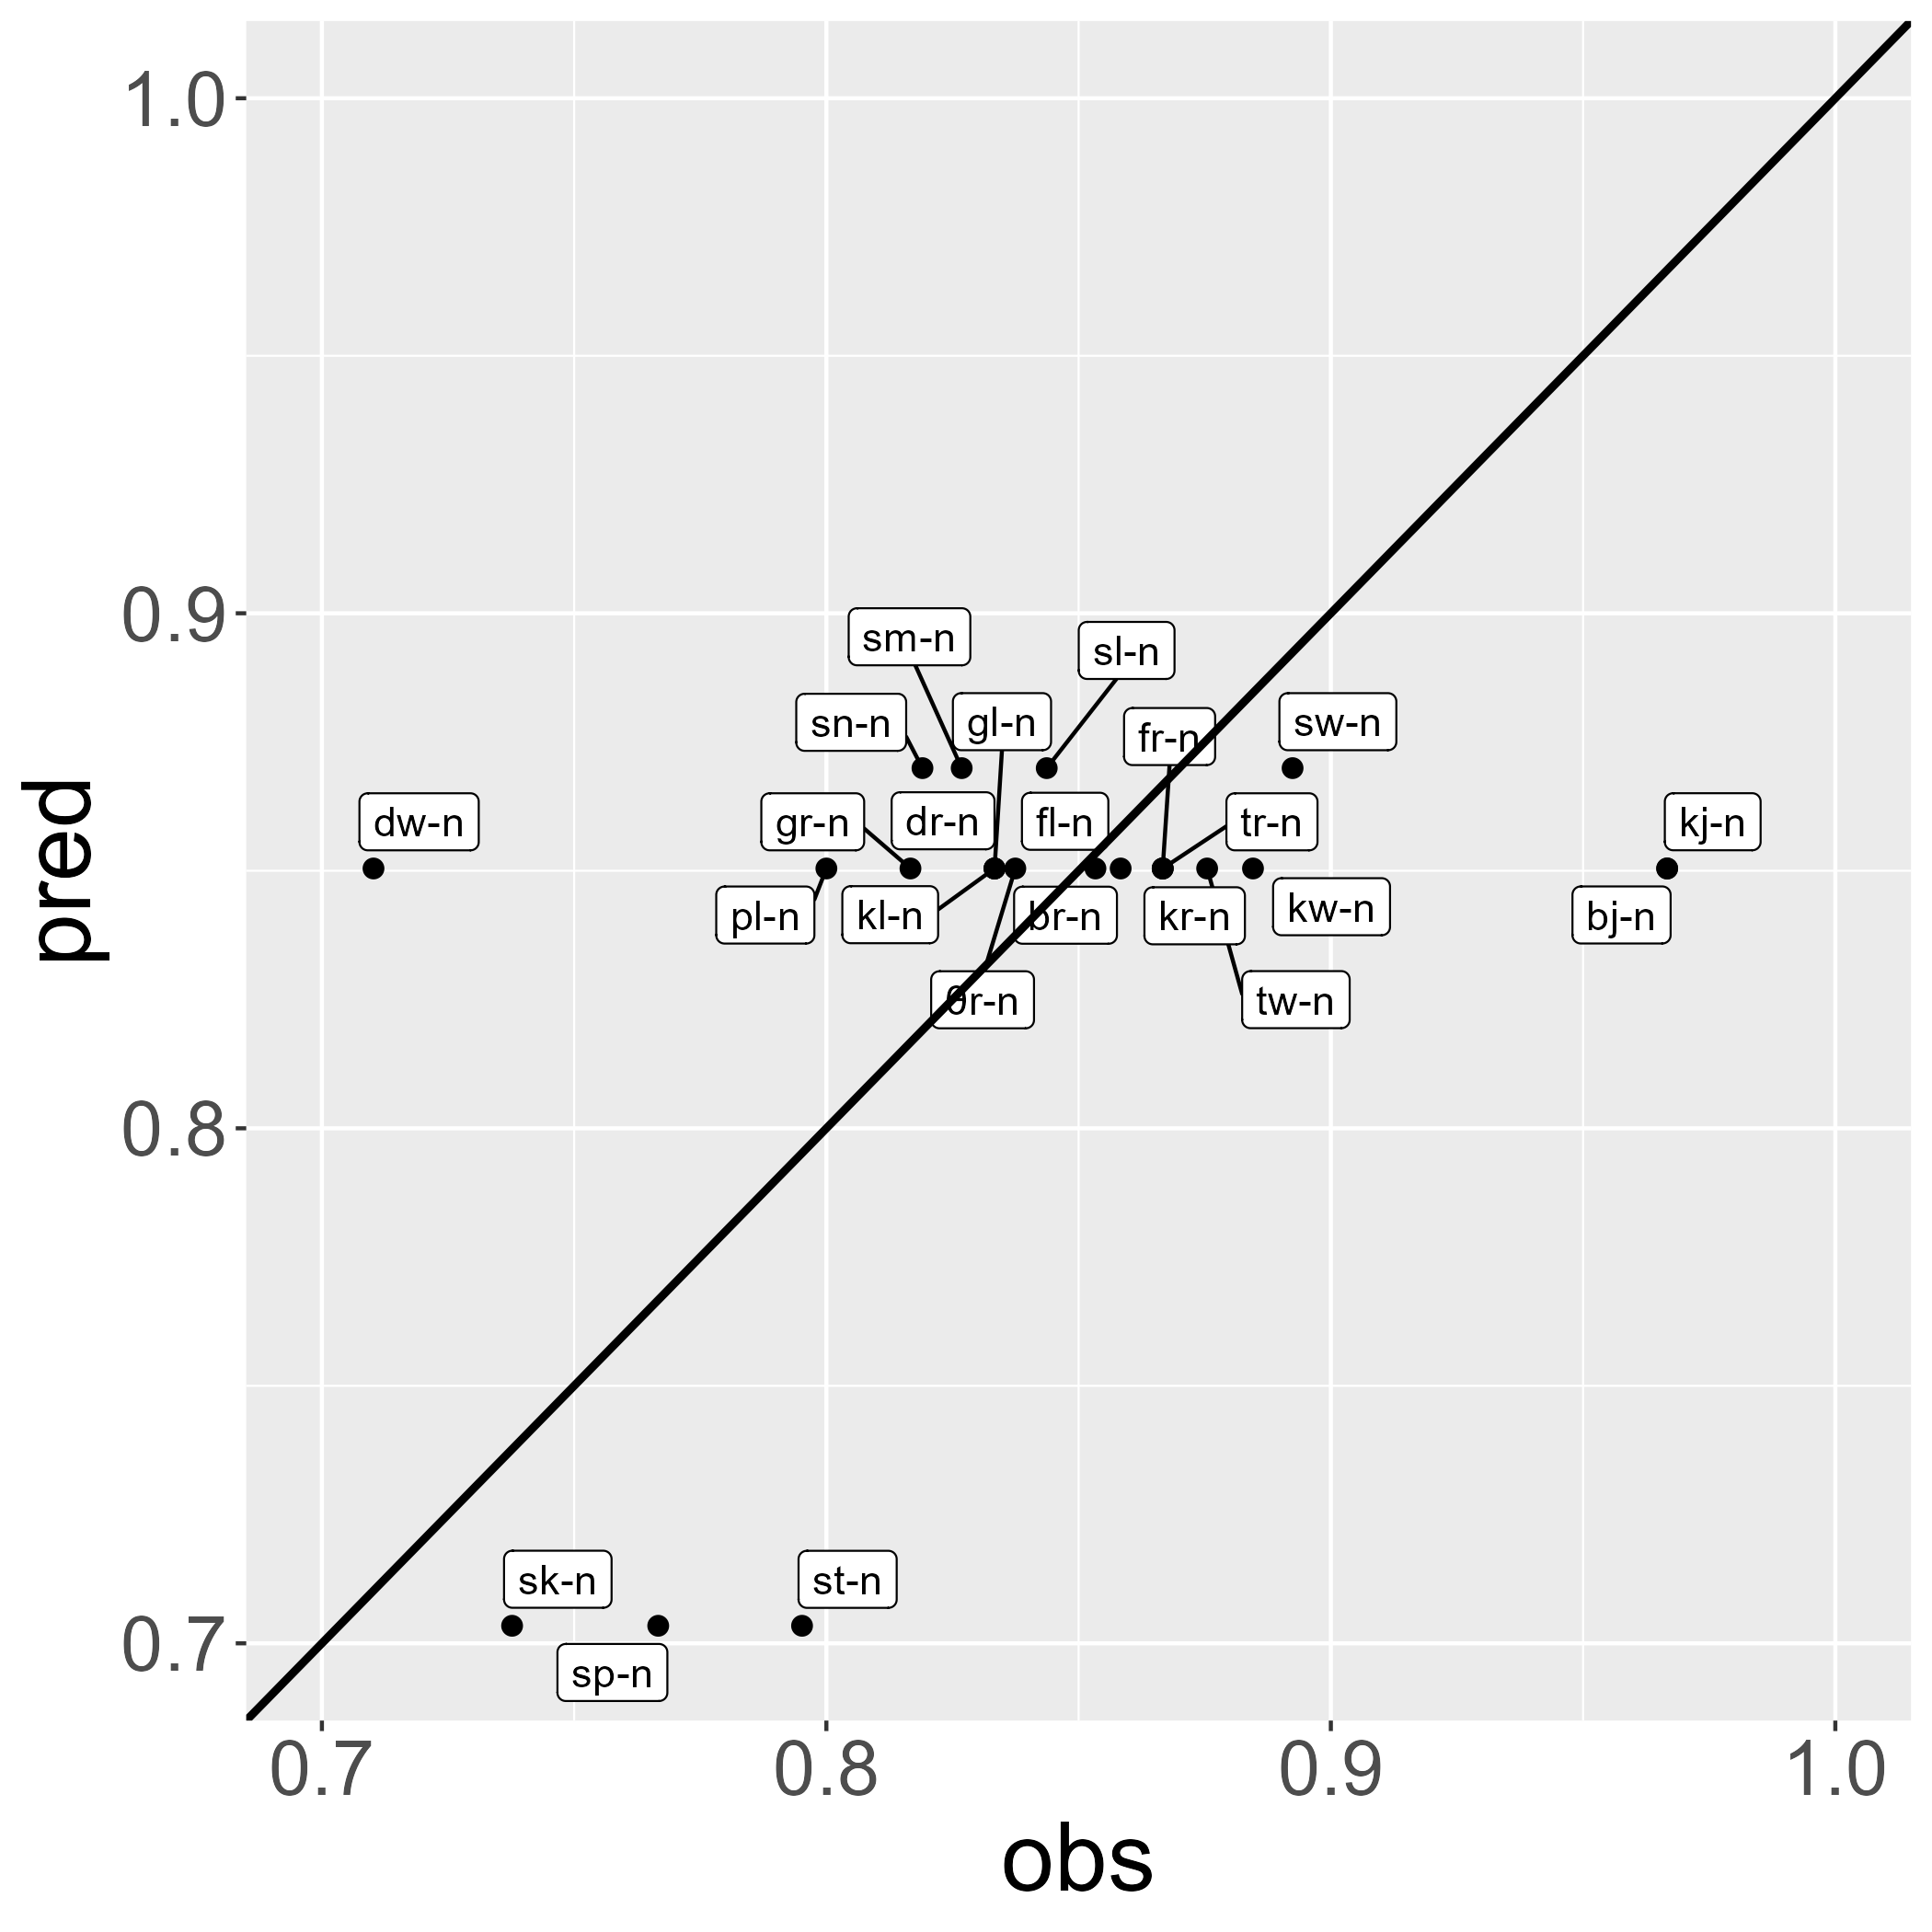 1.0
0.9
0.8
0.7
pred
sm-n
sl-n
sn-n
gl-n
fr-n
sw-n
dw-n
gr-n
dr-n
fl-n
tr-n
kj-n
pl-n
kl-n
br-n
kr-n
kw-n
bj-n
θr-n
tw-n
sk-n
st-n
sp-n
0.7
0.8
0.9
1.0
obs